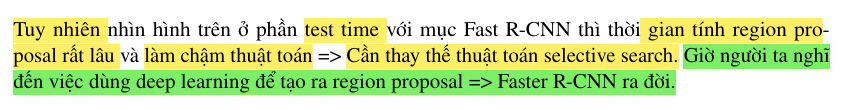 Tuy nhiên nhìn hình trên ở phần test time với mục Fast R-CNN thì thời gian tính region pro-
posal rất lâu và làm chậm thuật toán => Cần thay thế thuật toán selective search. Giờ người ta nghĩ
đến việc dùng deep learning để tạo ra region proposal => Faster R-CNN ra đời.